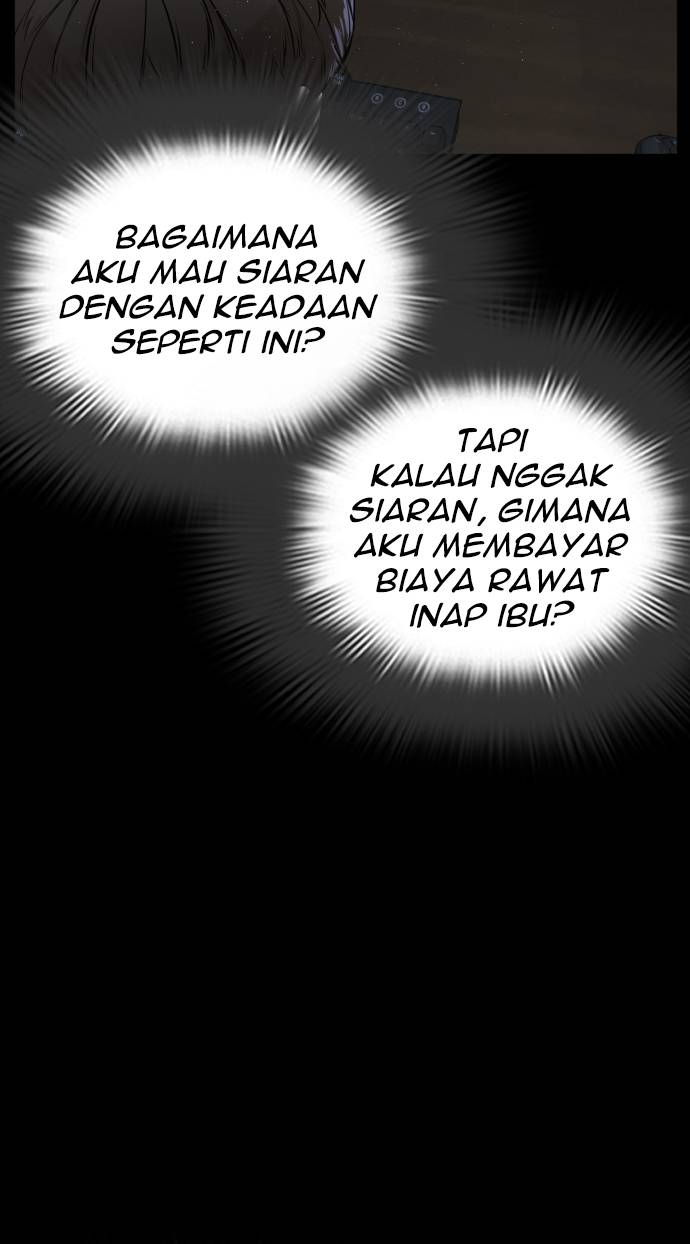 BAGAIMANA
AKU MAU SIARAN
DENGAN KEADAAN
SEPERTI INI?
TAPI
KALAU NGGAK
SIARAN, GIMANA
AKU MEMBAYAR
BIAYA RAWAT
INAP IBU?